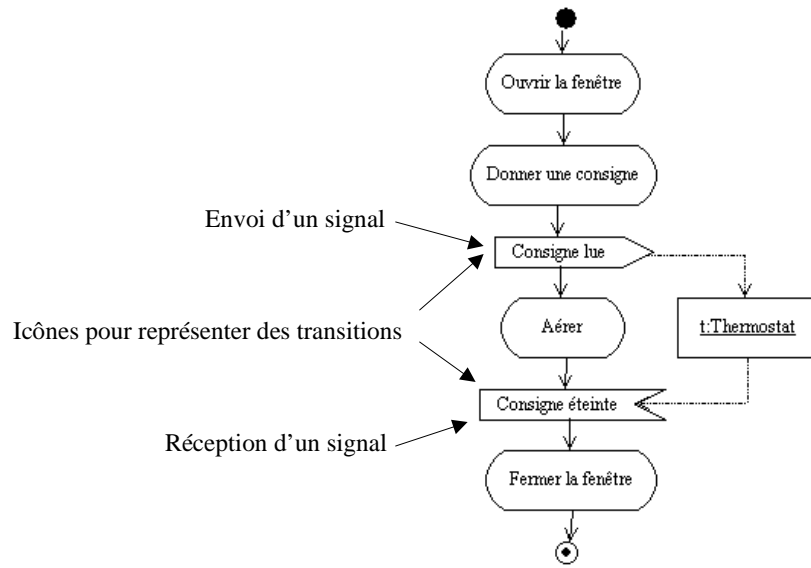 Ouvrir la fenêtre
Donner une consigne
Envoi d'un signal
Consigne lue
Icônes pour représenter des transitions
Aérer
t:Thermostat
Consigne éteinte
Réception d'un signal
Fermer la fenêtre